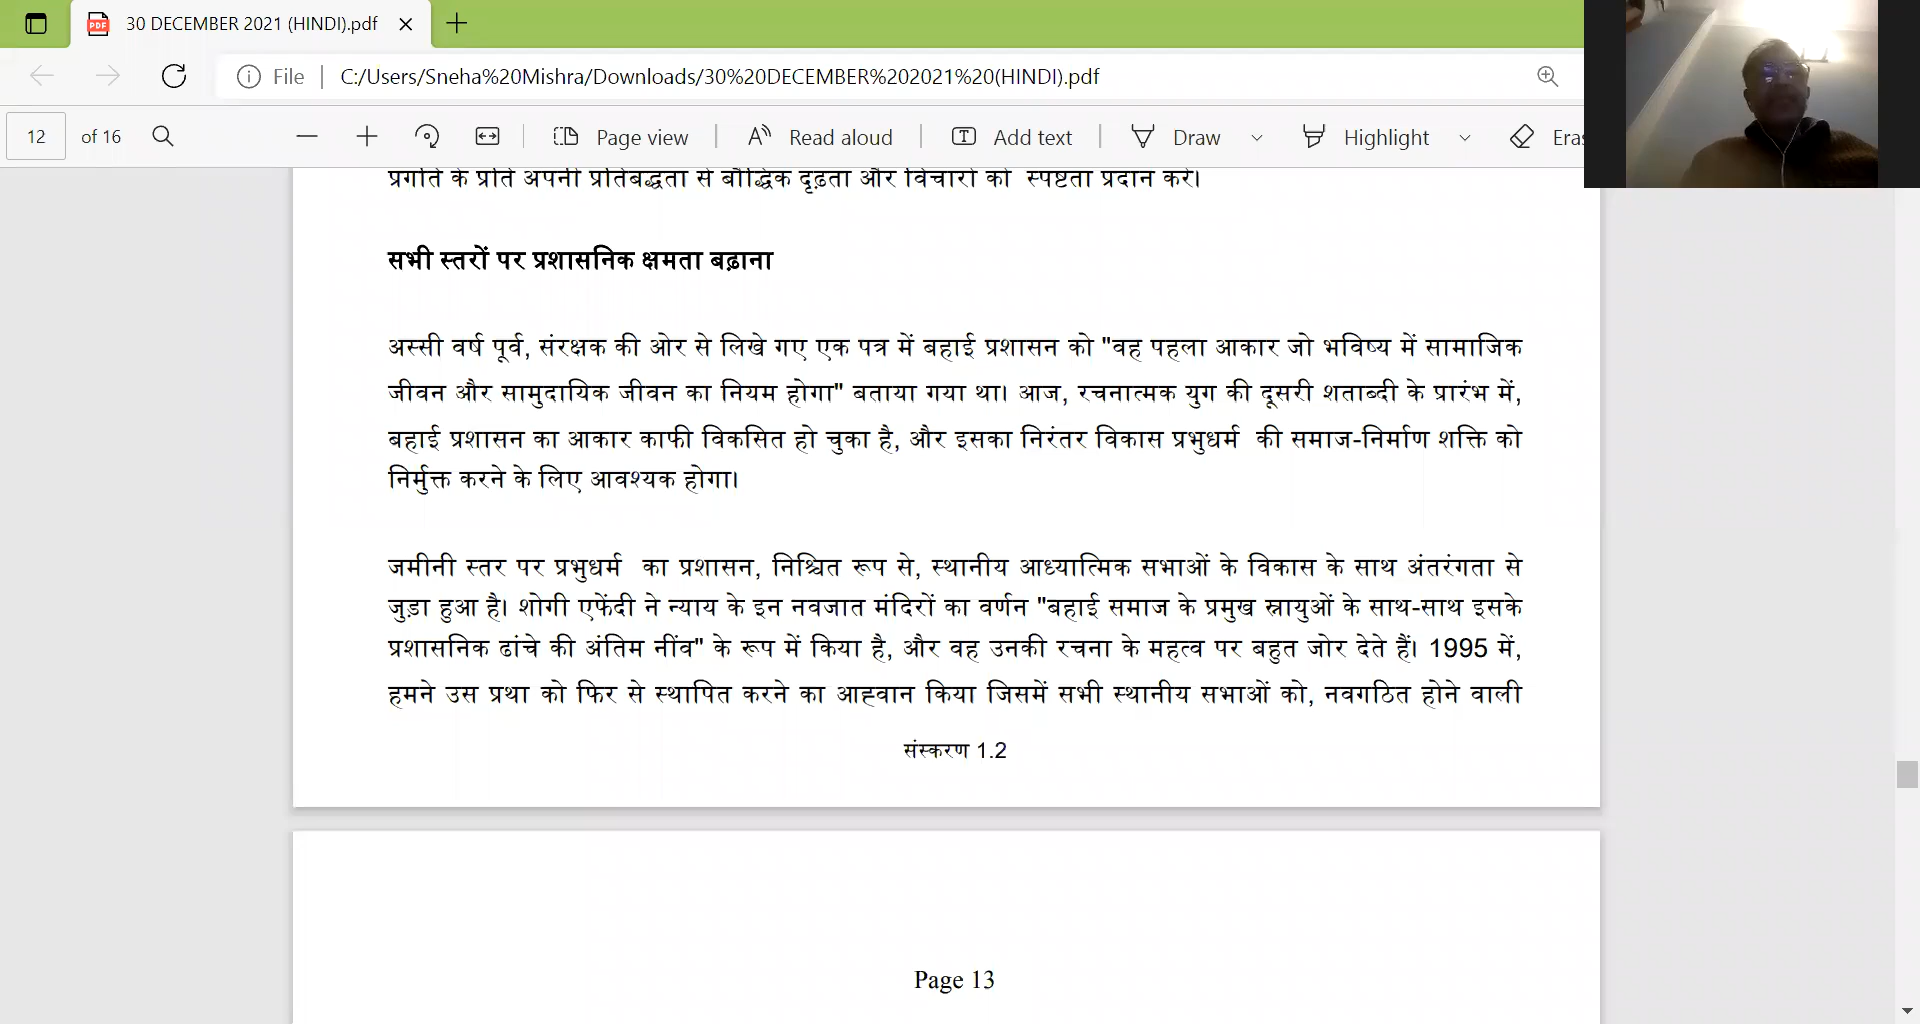 30 DECEMBER 2021 (HINDI).pdf
File
C:/Users/Sneha%20Mishra/Downloads/30%20DECEMBER%202021%20(HINDI).pdf
12 of 16 Page view Read aloud Add text Draw Highlight Eras
प्रगति के प्रति अपनी प्रतिबद्धता से बौद्धिक दृढ़ता और विचारों की स्पष्टता प्रदान करें।
सभी स्तरों पर प्रशासनिक क्षमता बढ़ाना
अस्सी वर्ष पूर्व, संरक्षक की ओर से लिखे गए एक पत्र में बहाई प्रशासन को "वह पहला आकार जो भविष्य में सामाजिक
जीवन और सामुदायिक जीवन का नियम होगा" बताया गया था। आज, रचनात्मक युग की दूसरी शताब्दी के प्रारंभ में,
बहाई प्रशासन का आकार काफी विकसित हो चुका है, और इसका निरंतर विकास प्रभुधर्म की समाज-निर्माण शक्ति को
निर्मुक्त करने के लिए आवश्यक होगा।
जमीनी स्तर पर प्रभुधर्म का प्रशासन, निश्चित रूप से, स्थानीय आध्यात्मिक सभाओं के विकास के साथ अंतरंगता से
जुड़ा हुआ है। शोगी एफेंदी ने न्याय के इन नवजात मंदिरों का वर्णन "बहाई समाज के प्रमुख स्नायुओं के साथ-साथ इसके
प्रशासनिक ढांचे की अंतिम नींव" के रूप में किया है, और वह उनकी रचना के महत्व पर बहुत जोर देते हैं। 1995 में,
हमने उस प्रथा को फिर से स्थापित करने का आह्वान किया जिसमें सभी स्थानीय सभाओं को, नवगठित होने वाली
संस्करण 1.2
Page 13